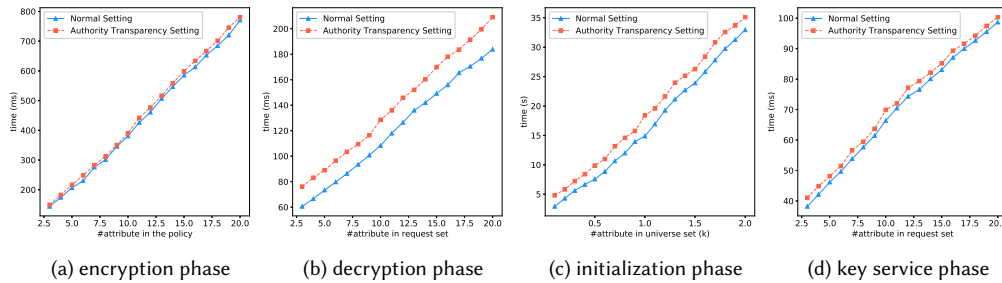 Normal Setting
Authority Transparency Setting
time (ms)
800
700
600
500
400
300
200
2.5 5.0 7.5 10.0 12.5 15.0 17.5 20.0
#attribute in the policy
(a) encryption phase
Normal Setting
Authority Transparency Setting
time (ms)
200
180
160
140
120
100
80
60
2.5 5.0 7.5 10.0 12.5 15.0 17.5 20.0
#attribute in request set
(b) decryption phase
Normal Setting
Authority Transparency Setting
time (s)
35
30
25
20
15
10
5
0.5 1.0 1.5 2.0
#attribute in universe set (k)
(c) initialization phase
Normal Setting
Authority Transparency Setting
time (ms)
100
90
80
70
60
50
40
2.5 5.0 7.5 10.0 12.5 15.0 17.5 20.0
#attribute in request set
(d) key service phase